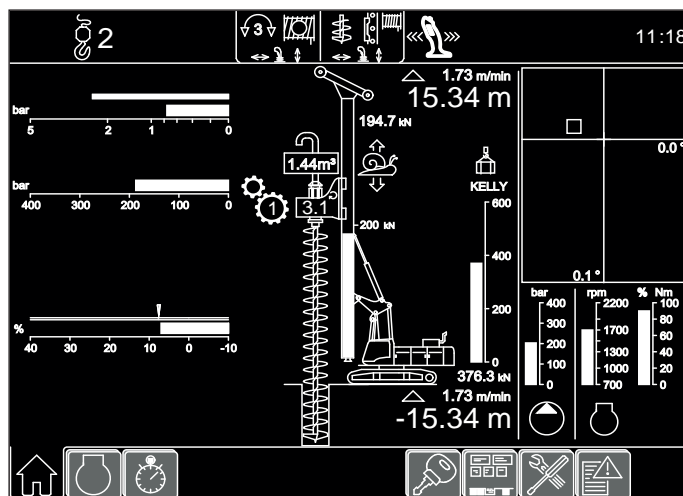 2
3
11:18
1.73 m/min
15.34 m
bar
5 2 1 0
194.7 kN
1.44m³
0.0°
bar
400 300 200 100 0
KELLY
1
3.1
600
200 kN
400
0.1°
bar rpm % Nm
400 2200 100
300 1700 80
200 1300 60
100 1000 40
20
0 700 0
200
0
%
40 30 20 10 0 -10
376.3 kN
1.73 m/min
-15.34 m